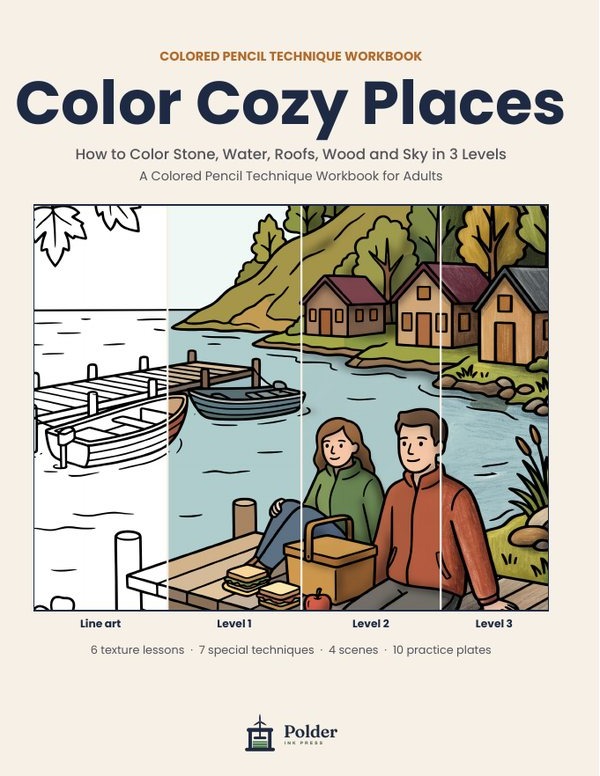 COLORED PENCIL TECHNIQUE WORKBOOK
Color Cozy Places
How to Color Stone, Water, Roofs, Wood and Sky in 3 Levels
A Colored Pencil Technique Workbook for Adults
Line art
Level 1
Level 2
Level 3
6 texture lessons · 7 special techniques · 4 scenes · 10 practice plates
Polder
INK PRESS